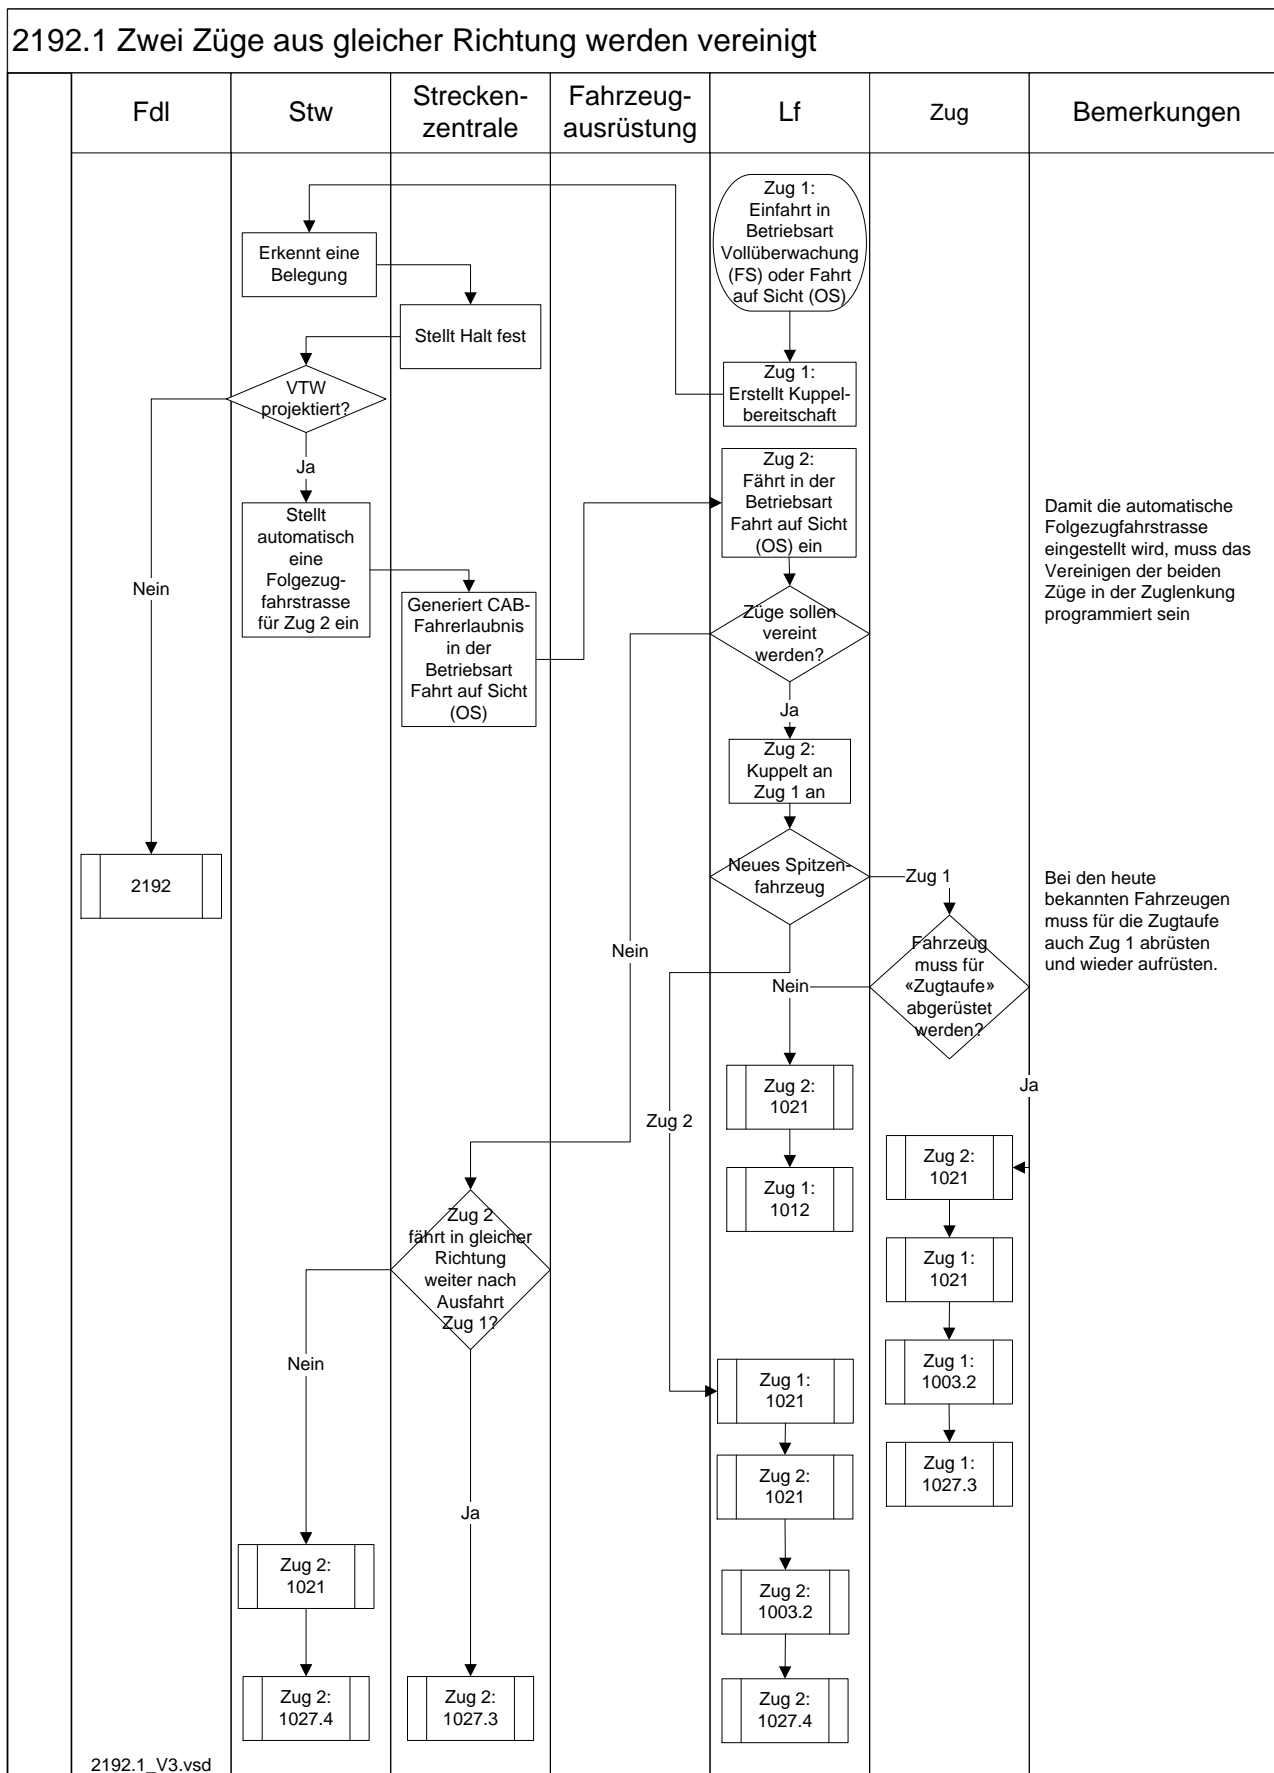 2192.1 Zwei Züge aus gleicher Richtung werden vereinigt
Fdl
Stw
Strecken-
zentrale
Fahrzeug-
ausrüstung
Lf
Zug
Bemerkungen
Zug 1:
Einfahrt in
Betriebsart
Vollüberwachung
(FS) oder Fahrt
auf Sicht (OS)
Erkennt eine
Belegung
Stellt Halt fest
Zug 1:
Erstellt Kuppel-
bereitschaft
VTW
projektiert?
Ja
Nein
Stellt
automatisch
eine
Folgezug-
fahrstrasse
für Zug 2 ein
Generiert CAB-
Fahrerlaubnis
in der
Betriebsart
Fahrt auf Sicht
(OS)
Zug 2:
Fährt in der
Betriebsart
Fahrt auf Sicht
(OS) ein
Damit die automatische
Folgezugfahrstrasse
eingestellt wird, muss das
Vereinigen der beiden
Züge in der Zuglenkung
programmiert sein
Züge sollen
vereint
werden?
Ja
Zug 2:
Kuppelt an
Zug 1 an
2192
Neues Spitzen-
fahrzeug
Zug 1
Bei den heute
bekannten Fahrzeugen
muss für die Zugtaufe
auch Zug 1 abrüsten
und wieder aufrüsten.
Nein
Fahrzeug
muss für
«Zugtaufe»
abgerüstet
werden?
Nein
Ja
Zug 2:
1021
Zug 2
Zug 1:
1012
Zug 2:
1021
Zug 1:
1021
Zug 1:
1003.2
Zug 1:
1027.3
Zug 2
fährt in gleicher
Richtung
weiter nach
Ausfahrt
Zug 1?
Nein
Ja
Zug 1:
1021
Zug 2:
1021
Zug 2:
1003.2
Zug 2:
1027.4
Zug 2:
1021
Zug 2:
1027.4
Zug 2:
1027.3
2192.1_V3.vsd